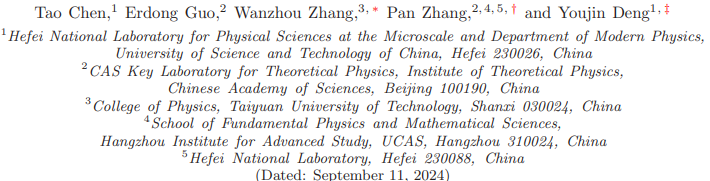 Tao Chen,1 Erdong Guo,2 Wanzhou Zhang,3, * Pan Zhang,2, 4, 5, † and Youjin Deng1, ‡
1Hefei National Laboratory for Physical Sciences at the Microscale and Department of Modern Physics,
University of Science and Technology of China, Hefei 230026, China
2CAS Key Laboratory for Theoretical Physics, Institute of Theoretical Physics,
Chinese Academy of Sciences, Beijing 100190, China
3College of Physics, Taiyuan University of Technology, Shanxi 030024, China
4School of Fundamental Physics and Mathematical Sciences,
Hangzhou Institute for Advanced Study, UCAS, Hangzhou 310024, China
5Hefei National Laboratory, Hefei 230088, China
(Dated: September 11, 2024)